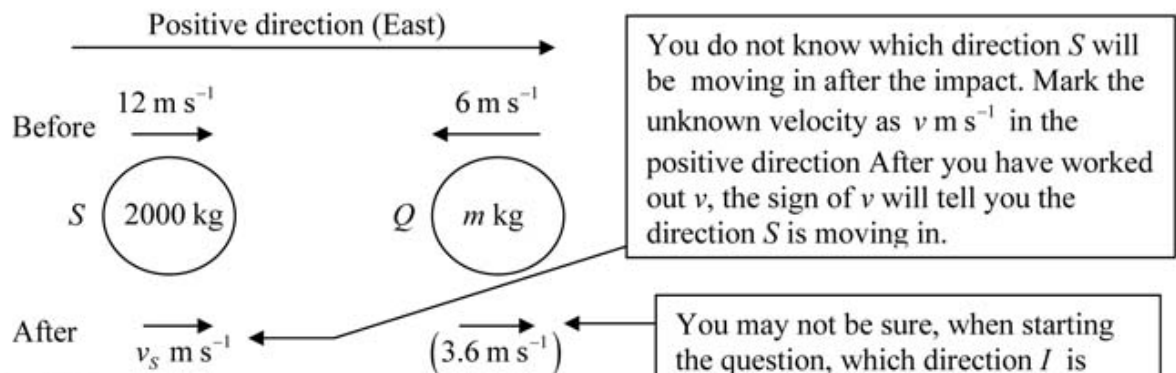 Positive direction (East)
12 m s⁻¹
6 m s⁻¹
Before
S
2000 kg
Q
m kg
After
v_S m s⁻¹
(3.6 m s⁻¹)
You do not know which direction S will
be moving in after the impact. Mark the
unknown velocity as v m s⁻¹ in the
positive direction After you have worked
out v, the sign of v will tell you the
direction S is moving in.
You may not be sure, when starting
the question, which direction I is